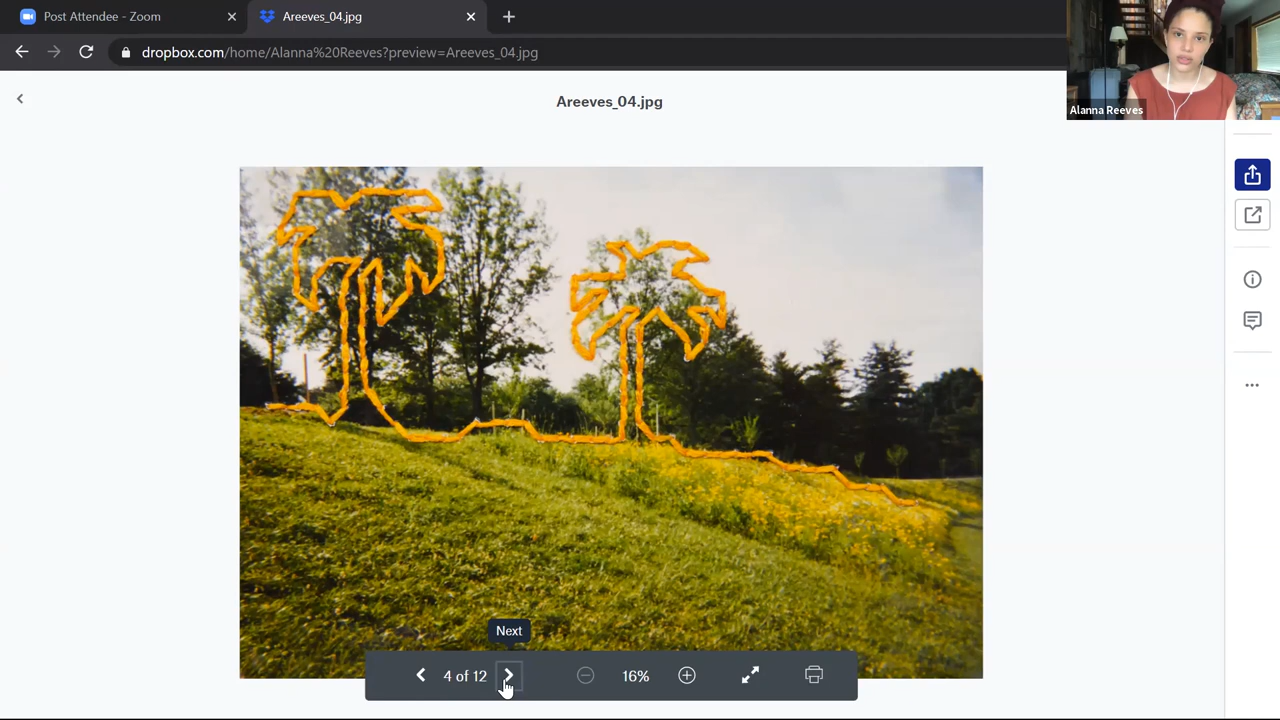 Post Attendee - Zoom
Areeves_04.jpg
dropbox.com/home/Alanna%20Reeves?preview=Areeves_04.jpg
Alanna Reeves
Areeves_04.jpg
Next
4 of 12
16%